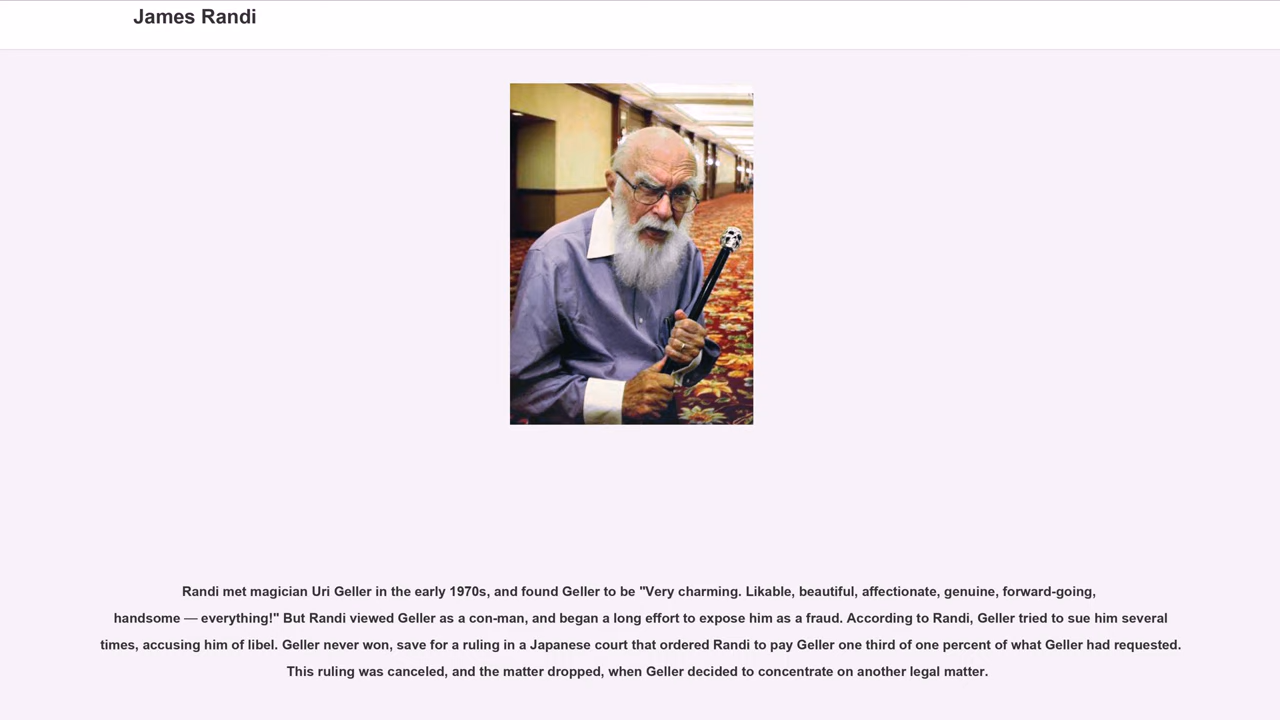 James Randi
Randi met magician Uri Geller in the early 1970s, and found Geller to be "Very charming. Likable, beautiful, affectionate, genuine, forward-going,
handsome — everything!" But Randi viewed Geller as a con-man, and began a long effort to expose him as a fraud. According to Randi, Geller tried to sue him several
times, accusing him of libel. Geller never won, save for a ruling in a Japanese court that ordered Randi to pay Geller one third of one percent of what Geller had requested.
This ruling was canceled, and the matter dropped, when Geller decided to concentrate on another legal matter.